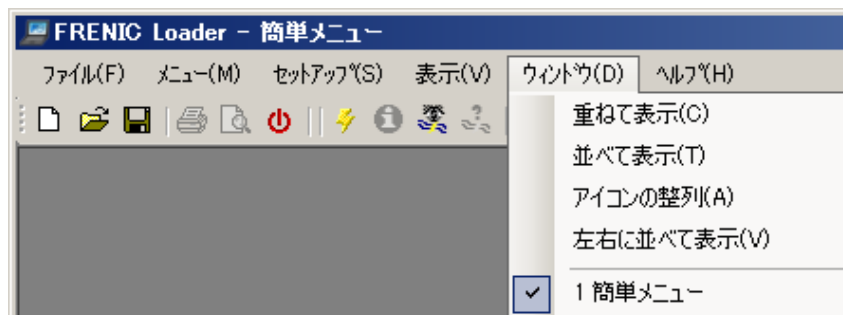 FRENIC Loader - 簡単メニュー
ファイル(F) メニュー(M) セットアップ(S) 表示(V) ウィンドウ(D) ヘルプ(H)
重ねて表示(C)
並べて表示(T)
アイコンの整列(A)
左右に並べて表示(V)
1 簡単メニュー